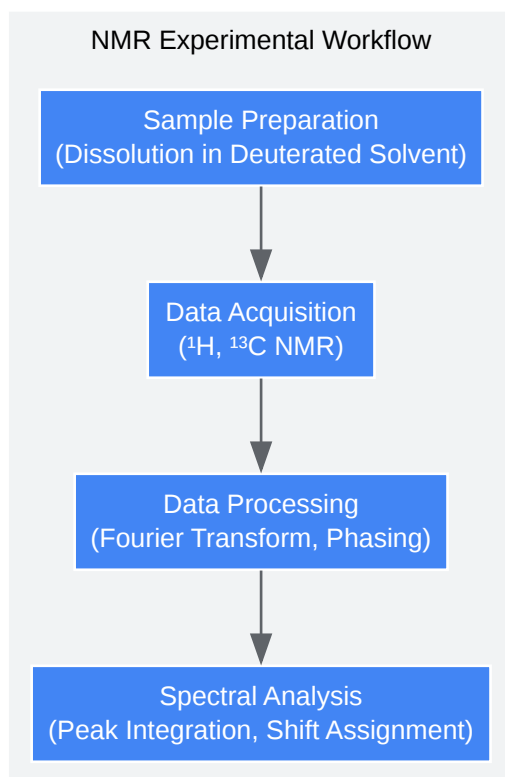 NMR Experimental Workflow
Sample Preparation
(Dissolution in Deuterated Solvent)
Data Acquisition
(¹H, ¹³C NMR)
Data Processing
(Fourier Transform, Phasing)
Spectral Analysis
(Peak Integration, Shift Assignment)